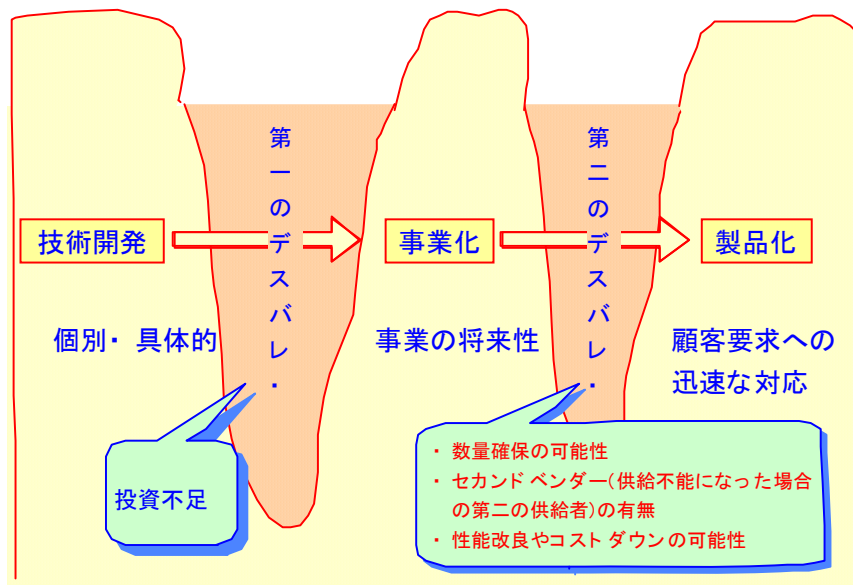 第一のデスバレ・
第二のデスバレ・
技術開発
事業化
製品化
個別・具体的
事業の将来性
顧客要求への
迅速な対応
投資不足
・数量確保の可能性
・セカンドベンダー(供給不能になった場合
の第二の供給者)の有無
・性能改良やコストダウンの可能性